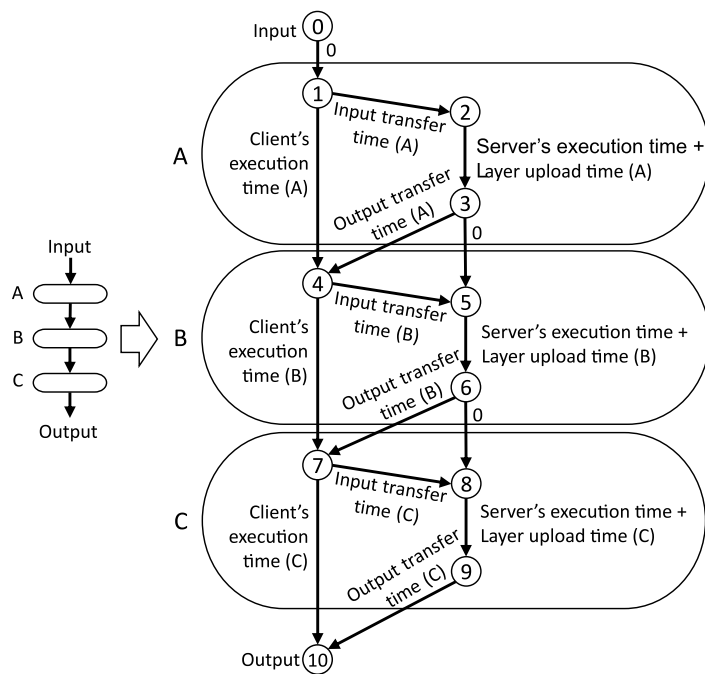 Input
0
0
1
Input transfer
time (A)
2
Client's
execution
time (A)
A
Server's execution time +
Layer upload time (A)
Output transfer
time (A)
3
0
Input
A
B
C
Output
4
Input transfer
time (B)
5
Client's
execution
time (B)
B
Server's execution time +
Layer upload time (B)
Output transfer
time (B)
6
0
7
Input transfer
time (C)
8
Client's
execution
time (C)
C
Server's execution time +
Layer upload time (C)
Output transfer
time (C)
9
Output
10